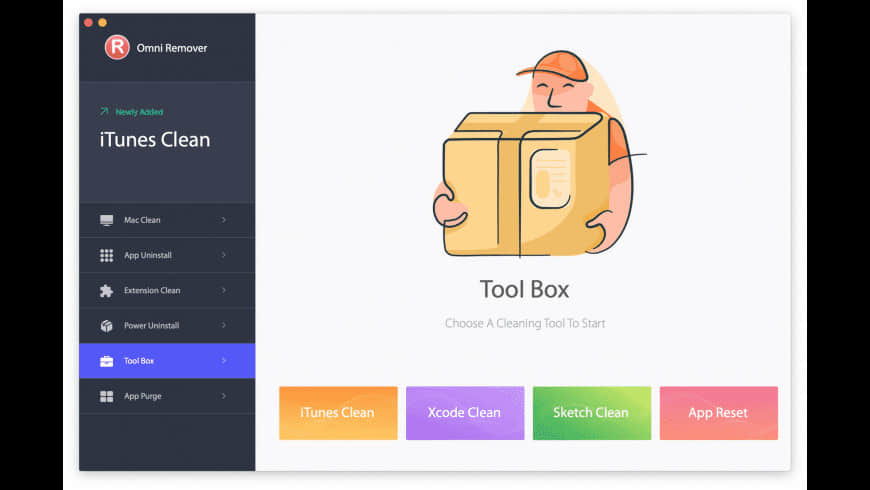 R Omni Remover
Newly Added
iTunes Clean
Mac Clean
App Uninstall
Extension Clean
Power Uninstall
Tool Box
App Purge
Tool Box
Choose A Cleaning Tool To Start
iTunes Clean
Xcode Clean
Sketch Clean
App Reset